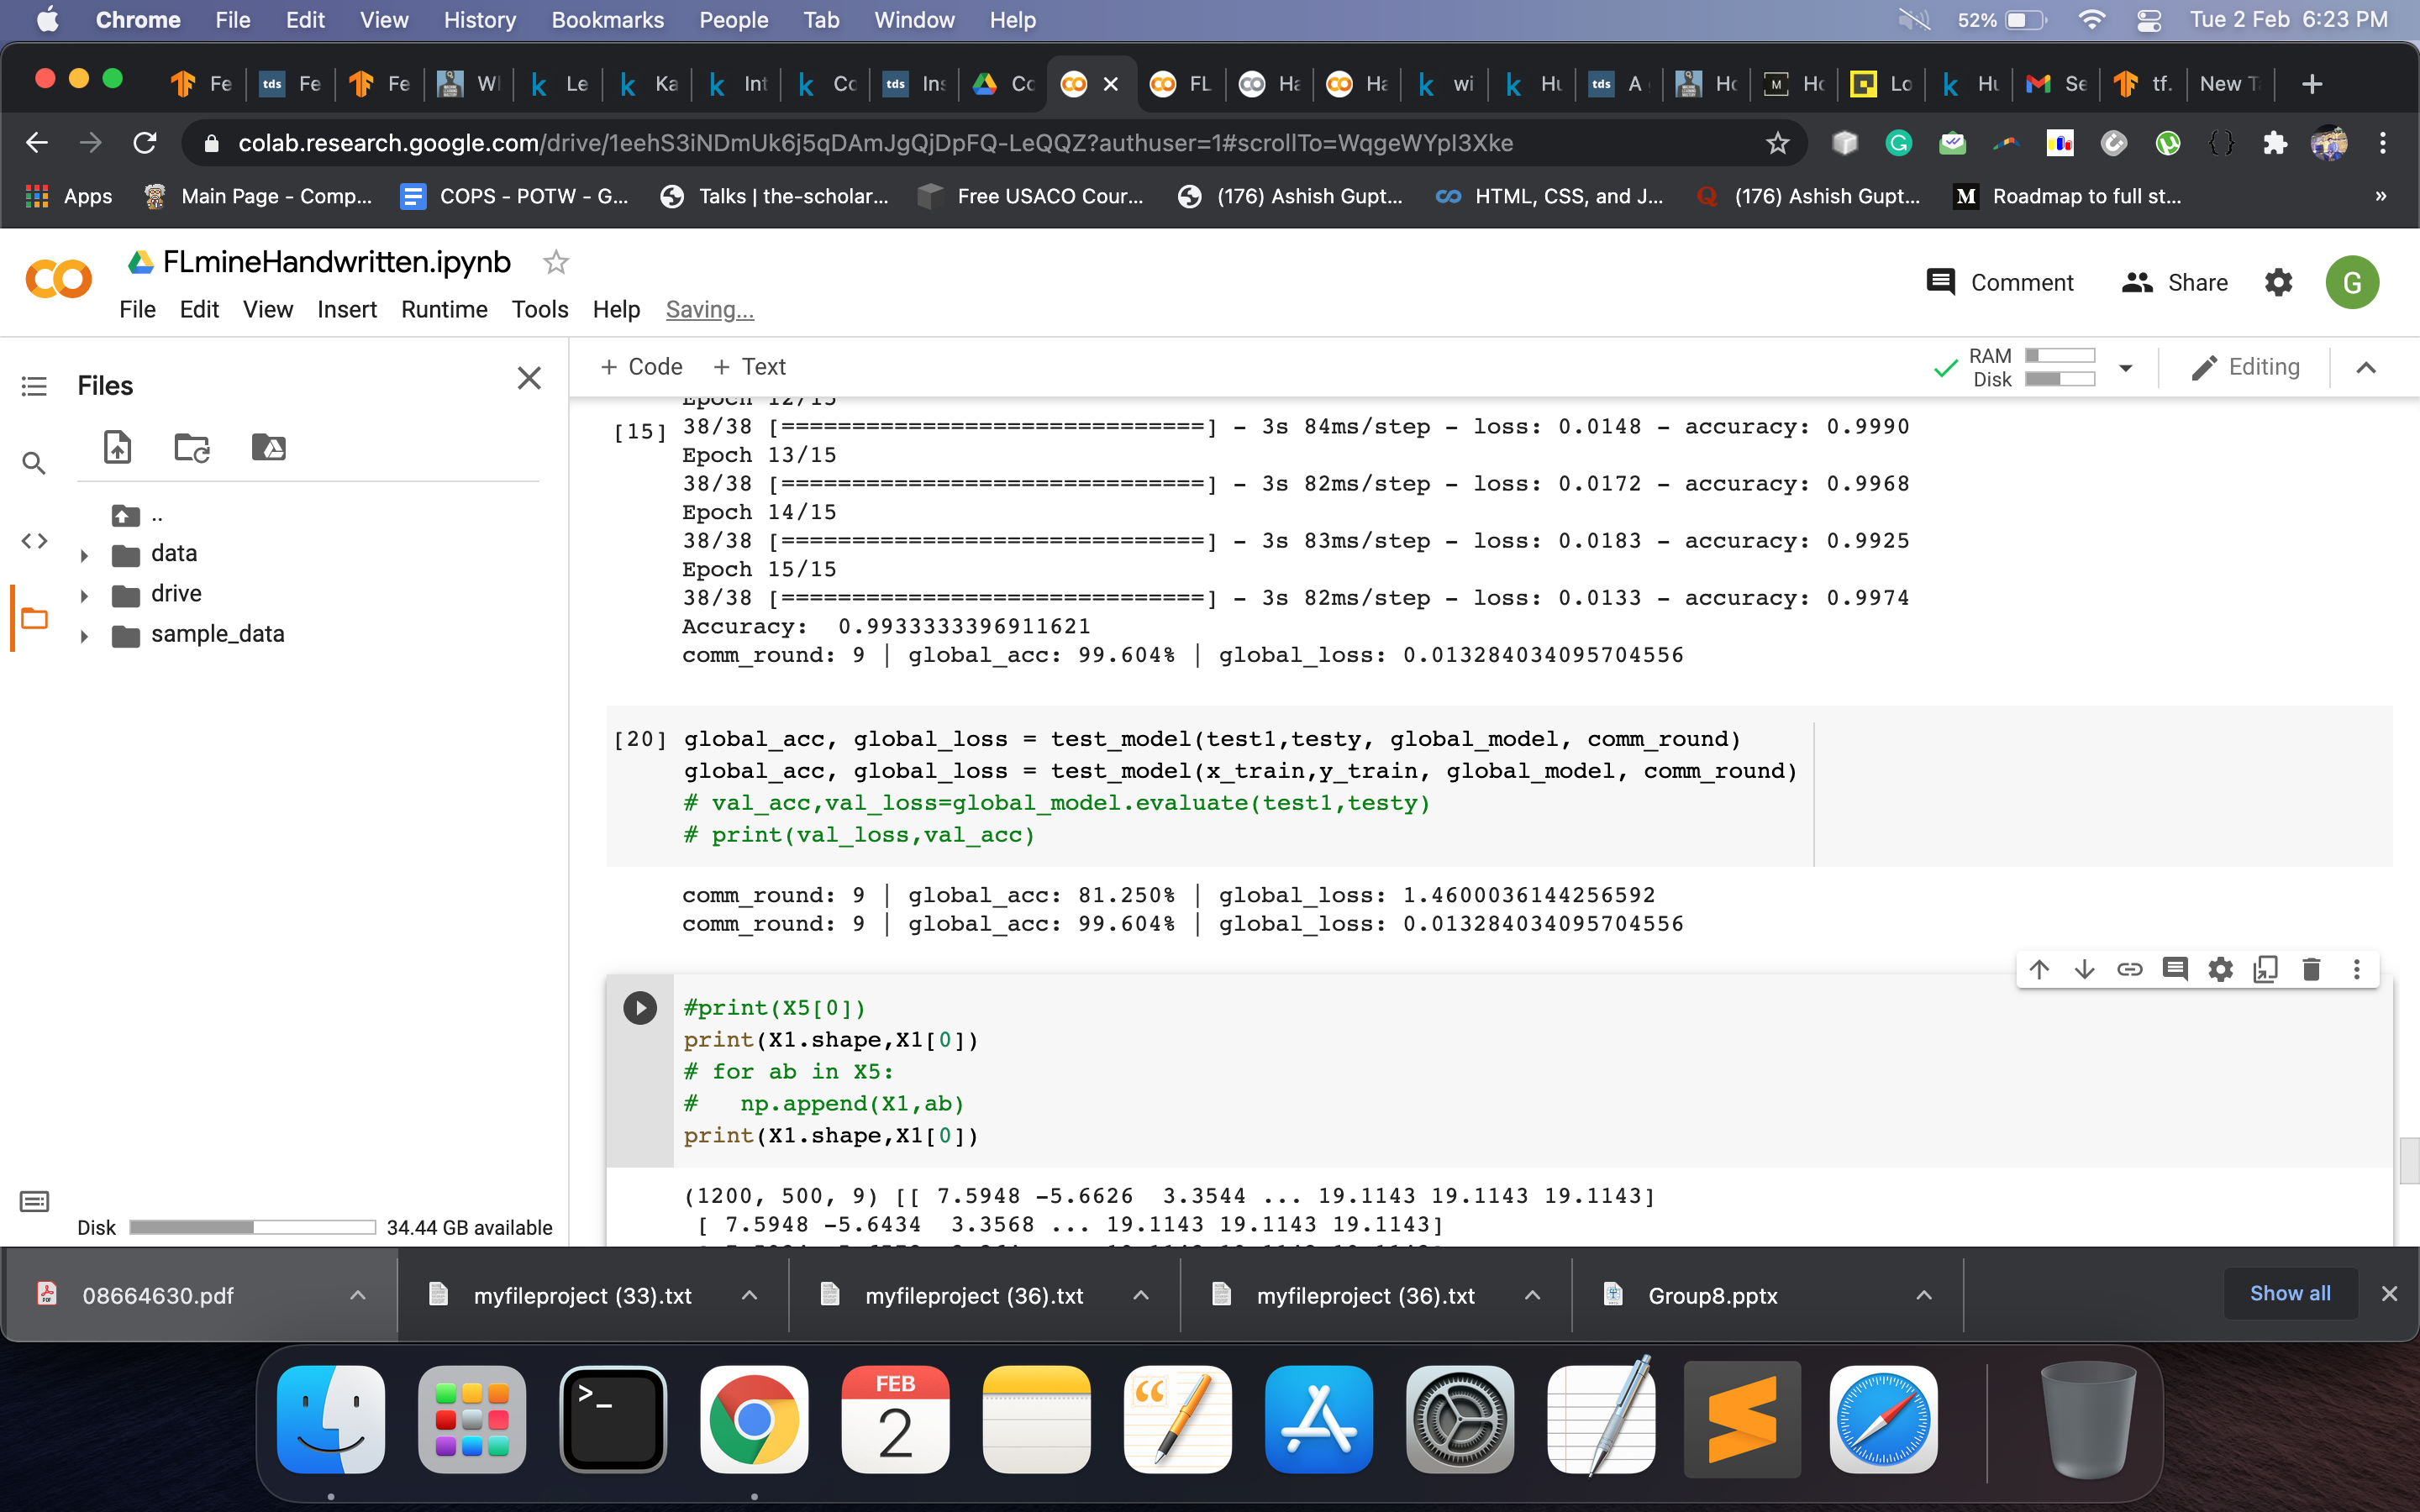 Chrome File Edit View History Bookmarks People Tab Window Help 52% Tue 2 Feb 6:23 PM
Fe tds Fe Fe Wi k Le k Ka k Int k Co tds Ins Co FL Ha Ha k wi k Hu tds A Ho M Ho Lo k Hu Se tf. New T
colab.research.google.com/drive/1eehS3iNDmUk6j5qDAmJgQjDpFQ-LeQQZ?authuser=1#scrollTo=WqgeWYpI3Xke
Apps Main Page - Comp... COPS - POTW - G... Talks | the-scholar... Free USACO Cour... (176) Ashish Gupt... HTML, CSS, and J... (176) Ashish Gupt... M Roadmap to full st... »
FLmineHandwritten.ipynb
File Edit View Insert Runtime Tools Help Saving...
Comment Share G
Files
+ Code + Text
RAM
Disk
Editing
..
data
drive
sample_data
Disk 34.44 GB available
Epoch 12/15
[15] 38/38 [==============================] - 3s 84ms/step - loss: 0.0148 - accuracy: 0.9990
Epoch 13/15
38/38 [==============================] - 3s 82ms/step - loss: 0.0172 - accuracy: 0.9968
Epoch 14/15
38/38 [==============================] - 3s 83ms/step - loss: 0.0183 - accuracy: 0.9925
Epoch 15/15
38/38 [==============================] - 3s 82ms/step - loss: 0.0133 - accuracy: 0.9974
Accuracy:  0.9933333396911621
comm_round: 9 | global_acc: 99.604% | global_loss: 0.013284034095704556
[20] global_acc, global_loss = test_model(test1,testy, global_model, comm_round)
global_acc, global_loss = test_model(x_train,y_train, global_model, comm_round)
# val_acc,val_loss=global_model.evaluate(test1,testy)
# print(val_loss,val_acc)
comm_round: 9 | global_acc: 81.250% | global_loss: 1.4600036144256592
comm_round: 9 | global_acc: 99.604% | global_loss: 0.013284034095704556
#print(X5[0])
print(X1.shape,X1[0])
# for ab in X5:
#   np.append(X1,ab)
print(X1.shape,X1[0])
(1200, 500, 9) [[ 7.5948 -5.6626  3.3544 ... 19.1143 19.1143 19.1143]
[ 7.5948 -5.6434  3.3568 ... 19.1143 19.1143 19.1143]
08664630.pdf myfileproject (33).txt myfileproject (36).txt myfileproject (36).txt Group8.pptx Show all
FEB
2